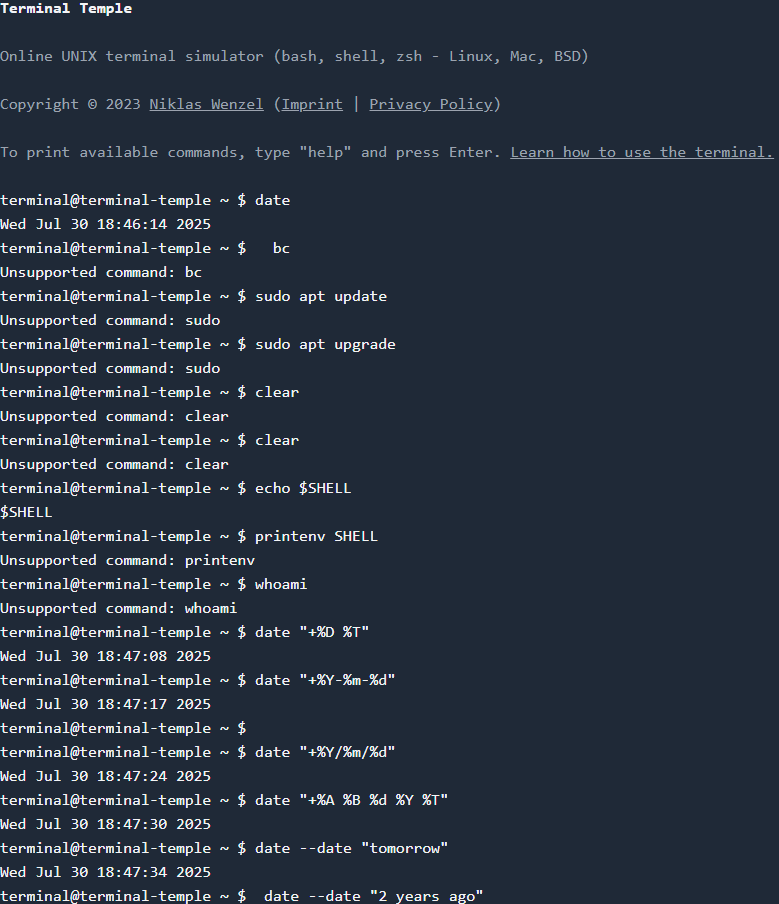 Terminal Temple
Online UNIX terminal simulator (bash, shell, zsh - Linux, Mac, BSD)
Copyright © 2023 Niklas Wenzel (Imprint | Privacy Policy)
To print available commands, type "help" and press Enter. Learn how to use the terminal.
terminal@terminal-temple ~ $ date
Wed Jul 30 18:46:14 2025
terminal@terminal-temple ~ $   bc
Unsupported command: bc
terminal@terminal-temple ~ $ sudo apt update
Unsupported command: sudo
terminal@terminal-temple ~ $ sudo apt upgrade
Unsupported command: sudo
terminal@terminal-temple ~ $ clear
Unsupported command: clear
terminal@terminal-temple ~ $ clear
Unsupported command: clear
terminal@terminal-temple ~ $ echo $SHELL
$SHELL
terminal@terminal-temple ~ $ printenv SHELL
Unsupported command: printenv
terminal@terminal-temple ~ $ whoami
Unsupported command: whoami
terminal@terminal-temple ~ $ date "+%D %T"
Wed Jul 30 18:47:08 2025
terminal@terminal-temple ~ $ date "+%Y-%m-%d"
Wed Jul 30 18:47:17 2025
terminal@terminal-temple ~ $
terminal@terminal-temple ~ $ date "+%Y/%m/%d"
Wed Jul 30 18:47:24 2025
terminal@terminal-temple ~ $ date "+%A %B %d %Y %T"
Wed Jul 30 18:47:30 2025
terminal@terminal-temple ~ $ date --date "tomorrow"
Wed Jul 30 18:47:34 2025
terminal@terminal-temple ~ $  date --date "2 years ago"